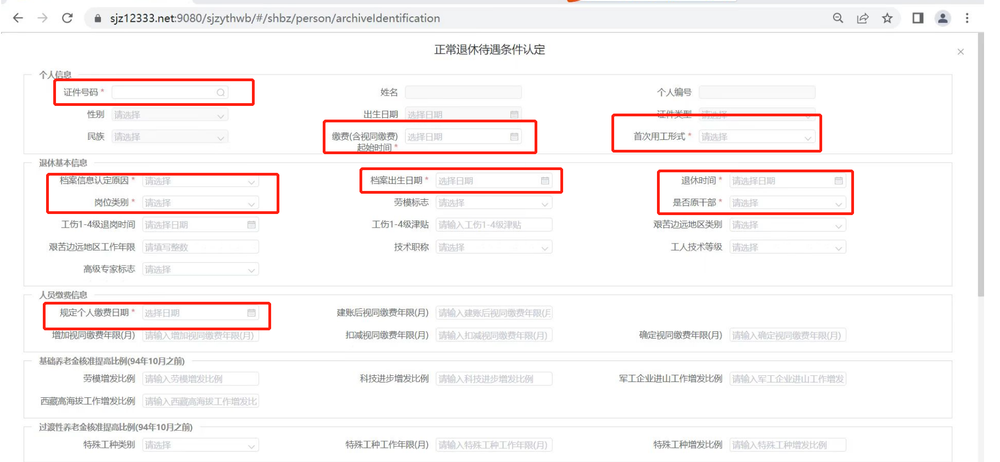 sjz12333.net:9080/sjzythwb/#/shbz/person/archiveIdentification
正常退休待遇条件认定
个人信息
证件号码 * 姓名 个人编号
性别 请选择 出生日期 选择日期 证件类型 请选择
民族 请选择 缴费(含视同缴费) 选择日期 首次用工形式 * 请选择
起始时间 *
退休基本信息
档案信息认定原因 * 请选择 档案出生日期 * 选择日期 退休时间 * 请选择日期
岗位类别 * 请选择 劳模标志 请选择 是否原干部 * 请选择
工伤1-4级退岗时间 请选择日期 工伤1-4级津贴 请输入工伤1-4级津贴 艰苦边远地区类别 请选择
艰苦边远地区工作年限 请填写整数 技术职称 请选择 工人技术等级 请选择
高级专家标志 请选择
人员缴费信息
规定个人缴费日期 * 选择日期 建账后视同缴费年限(月) 请输入建账后视同缴费年限(月
增加视同缴费年限(月) 请输入增加视同缴费年限(月) 扣减视同缴费年限(月) 请输入扣减视同缴费年限(月) 确定视同缴费年限(月) 请输入确定视同缴费年限(月)
基础养老金核准提高比例(94年10月之前)
劳模增发比例 请输入劳模增发比例 科技进步增发比例 请输入科技进步增发比例 军工企业进山工作增发比例 请输入军工企业进山工作增发
西藏高海拔工作增发比例 请输入西藏高海拔工作增发比
过渡性养老金核准提高比例(94年10月之前)
特殊工种类别 请选择 特殊工种工作年限(月) 请输入特殊工种工作年限(月) 特殊工种增发比例 请输入特殊工种增发比例